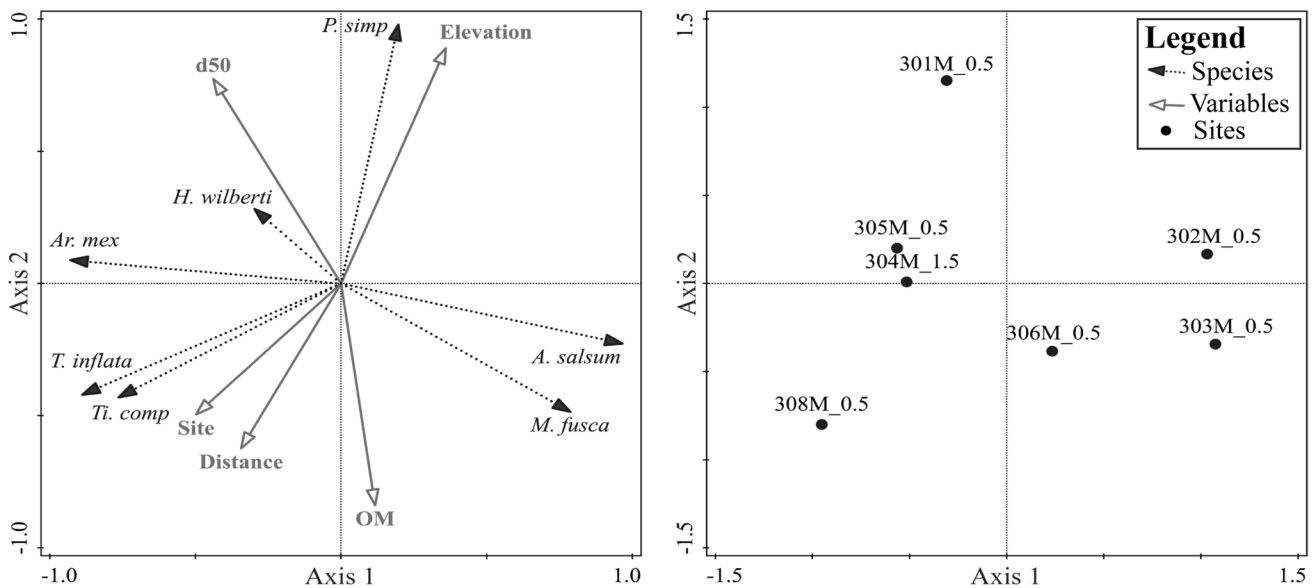 1.0
P. simp
Elevation
d50
H. wilberti
Ar. mex
Axis 2
T. inflata
Ti. comp
A. salsum
M. fusca
Site
Distance
OM
-1.0
-1.0
Axis 1
1.0
1.5
Legend
Species
Variables
Sites
301M_0.5
305M_0.5
304M_1.5
302M_0.5
Axis 2
306M_0.5
303M_0.5
308M_0.5
-1.5
-1.5
Axis 1
1.5